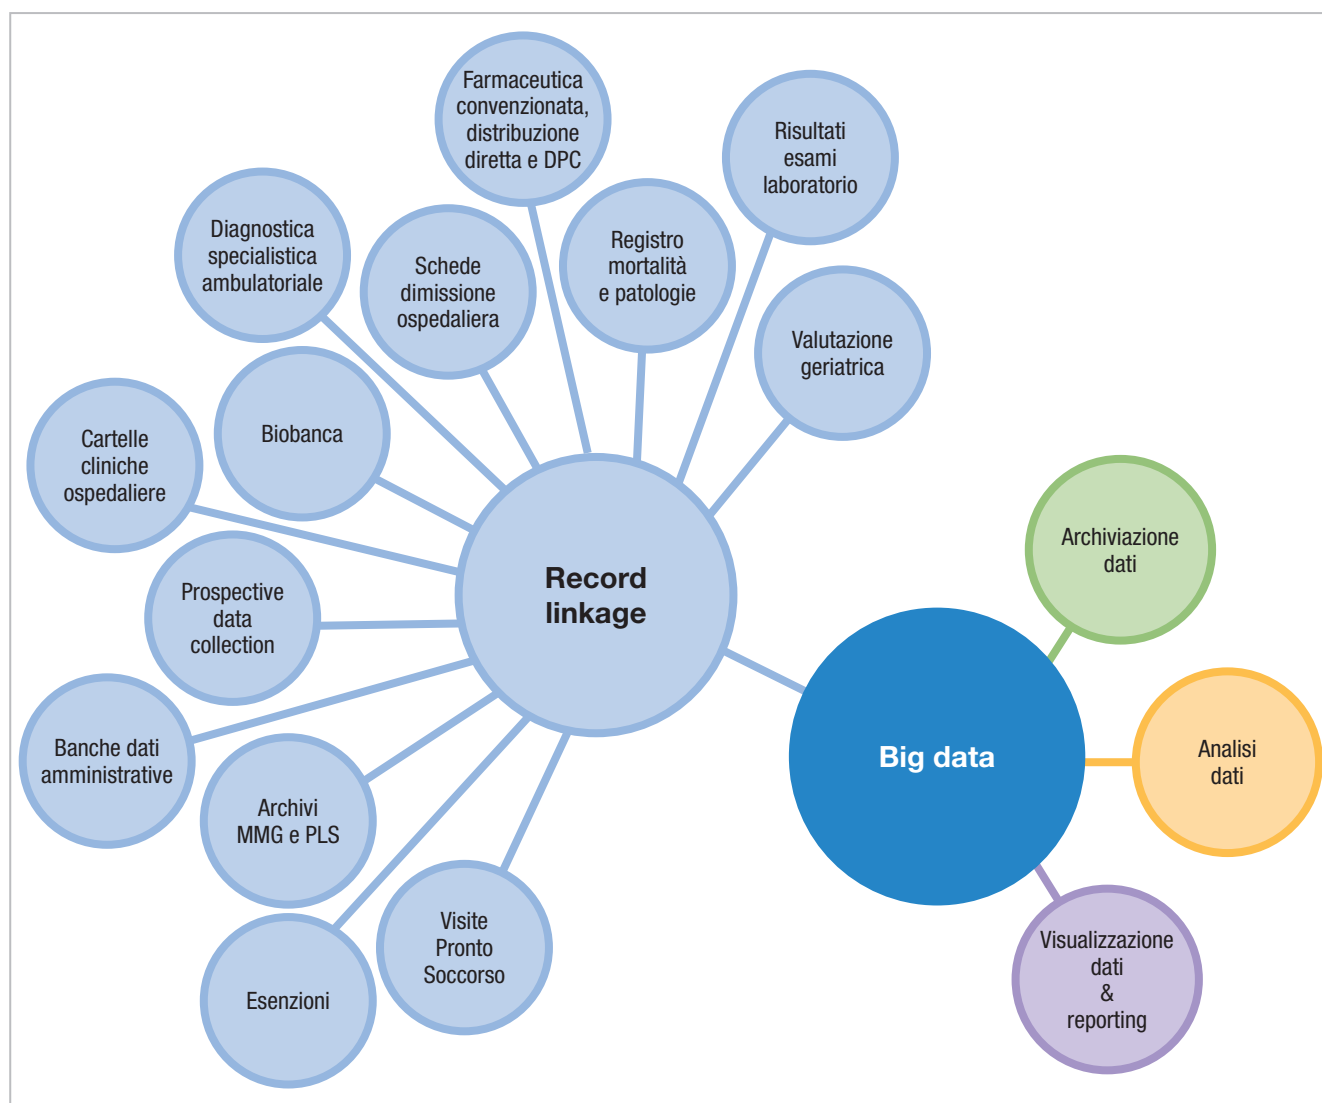 Farmaceutica
convenzionata,
distribuzione
diretta e DPC
Risultati
esami
laboratorio
Diagnostica
specialistica
ambulatoriale
Schede
dimissione
ospedaliera
Registro
mortalità
e patologie
Valutazione
geriatrica
Cartelle
cliniche
ospedaliere
Biobanca
Prospective
data
collection
Record
linkage
Archiviazione
dati
Banche dati
amministrative
Big data
Analisi
dati
Archivi
MMG e PLS
Visite
Pronto
Soccorso
Esenzioni
Visualizzazione
dati
&
reporting